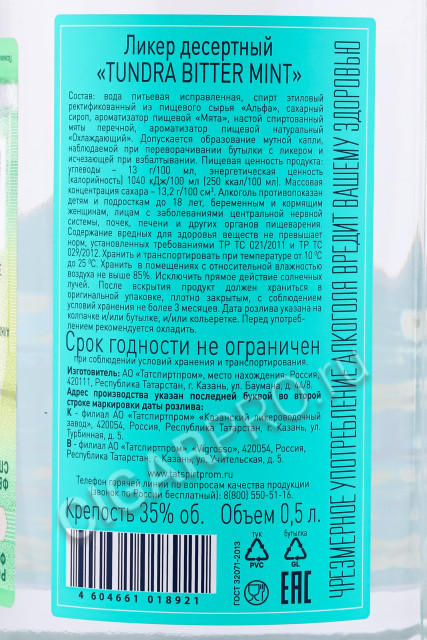 Ликер десертный
«TUNDRA BITTER MINT»
Состав: вода питьевая исправленная, спирт этиловый
ректификованный из пищевого сырья «Альфа», сахарный
сироп, ароматизатор пищевой «Мята», настой спиртованный
мяты перечной, ароматизатор пищевой натуральный
«Охлаждающий». Допускается образование мутной капли,
наблюдаемой при переворачивании бутылки с ликером и
исчезающей при взбалтывании. Пищевая ценность продукта:
углеводы – 13 г/100 мл, энергетическая ценность
(калорийность) 1040 кДж/100 мл (250 ккал/100 мл). Массовая
концентрация сахара – 13,2 г/100 см³. Алкоголь противопоказан
детям и подросткам до 18 лет, беременным и кормящим
женщинам, лицам с заболеваниями центральной нервной
системы, почек, печени и других органов пищеварения.
Содержание вредных для здоровья веществ не превышает
норм, установленных требованиями ТР ТС 021/2011 и ТР ТС
029/2012. Хранить и транспортировать при температуре от 10 ºС
до 25 ºС. Хранить в помещениях с относительной влажностью
воздуха не выше 85%. Исключить прямое действие солнечных
лучей. После вскрытия продукт должен храниться в
оригинальной упаковке, плотно закрытым, с соблюдением
условий хранения не более 3 месяцев. Дата розлива указана на
колпачке и/или бутылке, и/или кольеретке. Перед употреб-
лением рекомендуется охладить.
Срок годности не ограничен
при соблюдении условий хранения и транспортирования.
Изготовитель: АО «Татспиртпром», место нахождения: Россия,
420111, Республика Татарстан, г. Казань, ул. Баумана, д. 44/8.
Адрес производства указан последней буквой во второй
строке маркировки даты розлива:
К - филиал АО «Татспиртпром» «Казанский ликероводочный
завод», 420054, Россия, Республика Татарстан, г. Казань, ул.
Турбинная, д. 5.
В - филиал АО «Татспиртпром», «Vigrosso», 420054, Россия,
Республика Татарстан, г. Казань, ул. Учительская, д. 5.
www.tatspirtprom.ru
Телефон горячей линии по вопросам качества продукции
(звонок по России бесплатный): 8(800) 550-51-16.
Крепость 35% об. Объем 0,5 л.
4 604661 018921
ГОСТ 32071-2013
тук
PVC
бутылка
GL
EAC
ЧРЕЗМЕРНОЕ УПОТРЕБЛЕНИЕ АЛКОГОЛЯ ВРЕДИТ ВАШЕМУ ЗДОРОВЬЮ